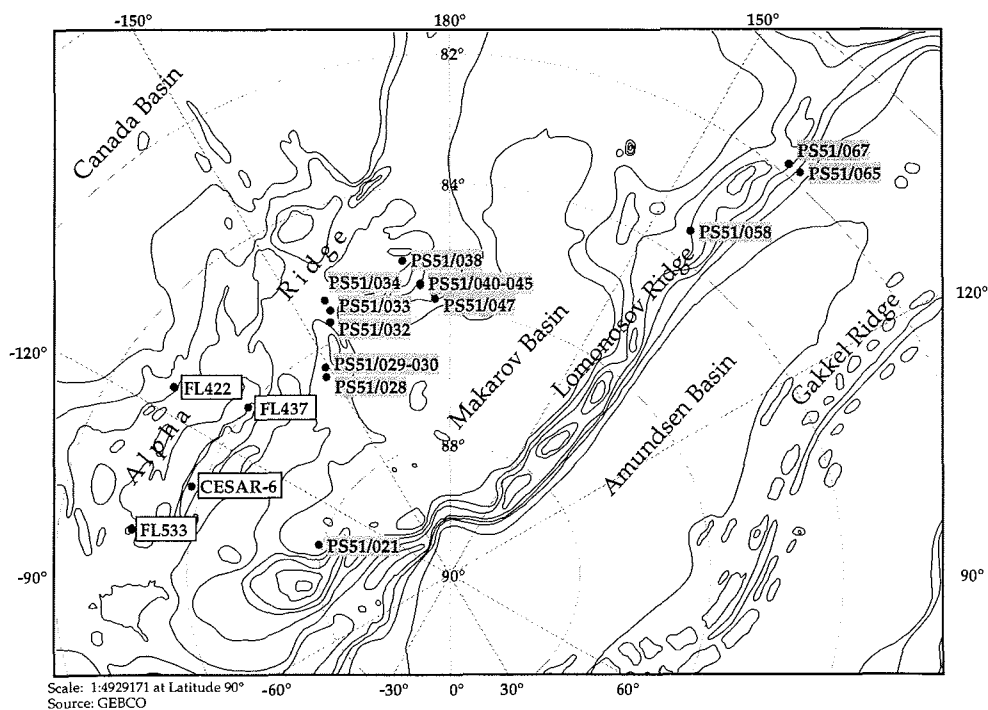 -150°
180°
150°
82°
Canada Basin
PS51/067
PS51/065
84°
PS51/058
Ridge
PS51/038
PS51/034
PS51/040-045
PS51/033
PS51/047
PS51/032
120°
-120°
PS51/029-030
PS51/028
FL422
FL437
Makarov Basin
Lomonosov Ridge
Gakkel Ridge
Alpha
88°
Amundsen Basin
CESAR-6
FL533
PS51/021
-90°
90°
90°
Scale: 1:4929171 at Latitude 90°
Source: GEBCO
-60°
-30°
0°
30°
60°